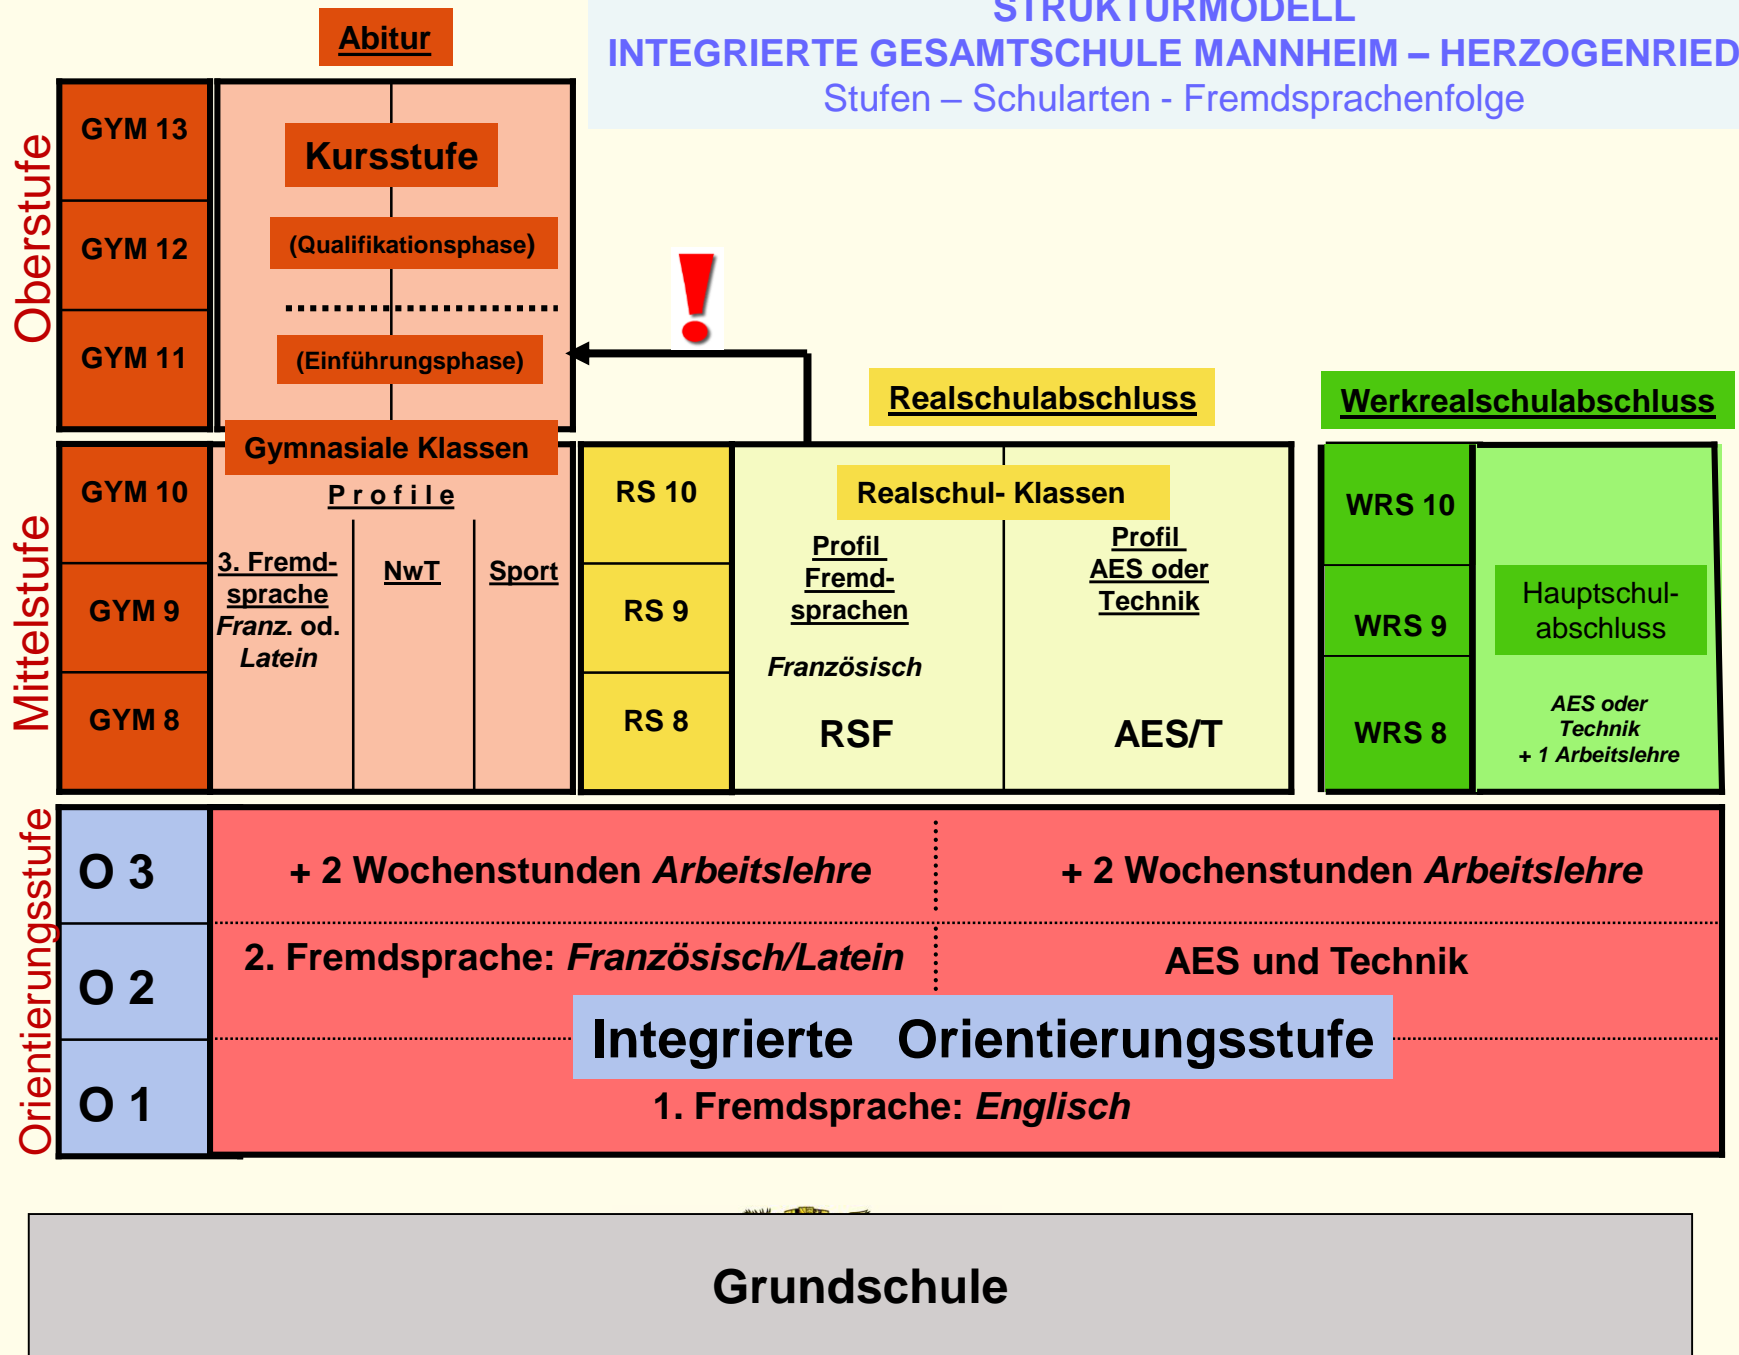 STRUKTURMODELL
INTEGRIERTE GESAMTSCHULE MANNHEIM – HERZOGENRIED
Stufen – Schularten - Fremdsprachenfolge
Abitur
Oberstufe
GYM 13
GYM 12
GYM 11
Kursstufe
(Qualifikationsphase)
(Einführungsphase)
!
Realschulabschluss
Werkrealschulabschluss
Mittelstufe
GYM 10
GYM 9
GYM 8
Gymnasiale Klassen
Profile
3. Fremd-
sprache
Franz. od.
Latein
NwT
Sport
RS 10
RS 9
RS 8
Realschul- Klassen
Profil
Fremd-
sprachen
Französisch
RSF
Profil
AES oder
Technik
AES/T
WRS 10
WRS 9
WRS 8
Hauptschul-
abschluss
AES oder
Technik
+ 1 Arbeitslehre
Orientierungsstufe
O 3
O 2
O 1
+ 2 Wochenstunden Arbeitslehre
+ 2 Wochenstunden Arbeitslehre
2. Fremdsprache: Französisch/Latein
AES und Technik
Integrierte Orientierungsstufe
1. Fremdsprache: Englisch
Grundschule